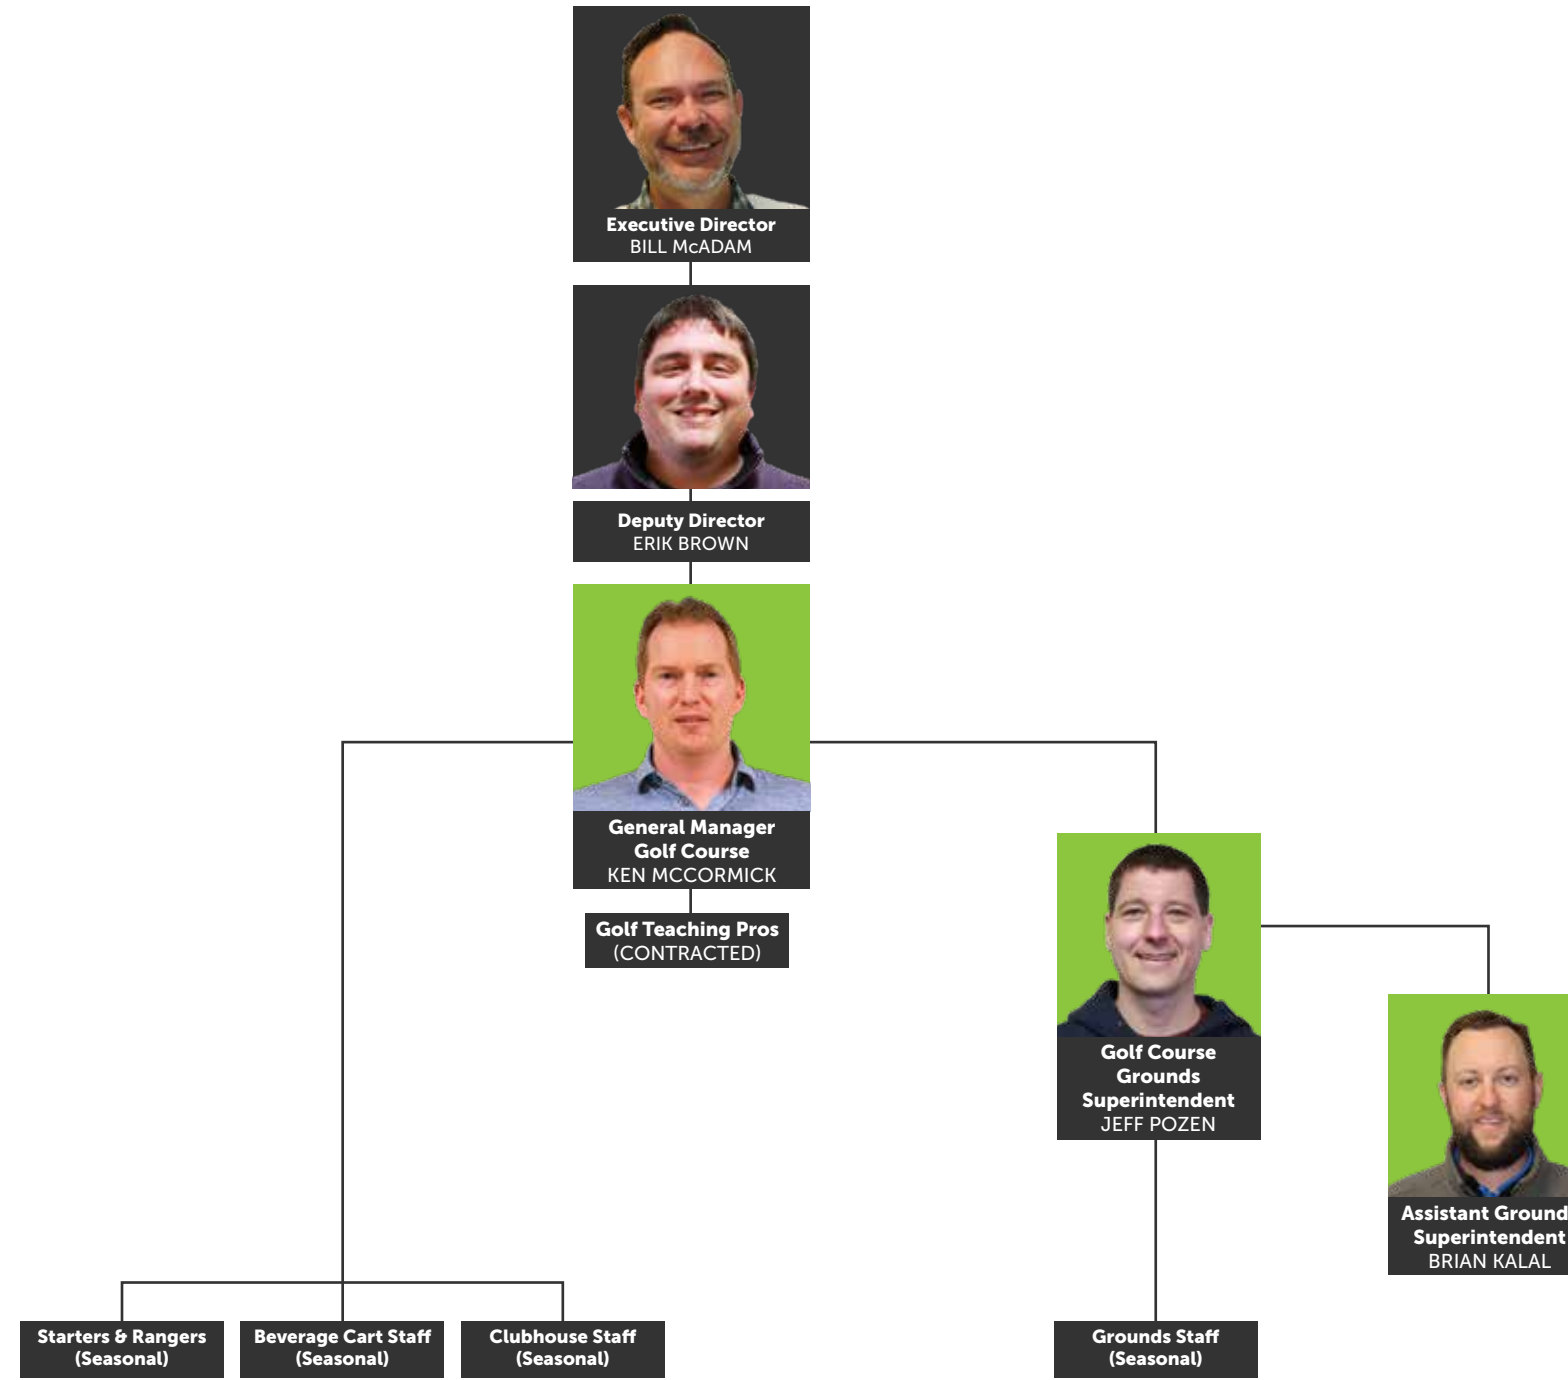 Executive Director
BILL McADAM
Deputy Director
ERIK BROWN
General Manager
Golf Course
KEN MCCORMICK
Golf Teaching Pros
(CONTRACTED)
Golf Course
Grounds
Superintendent
JEFF POZEN
Assistant Ground
Superintendent
BRIAN KALAL
Starters & Rangers
(Seasonal)
Beverage Cart Staff
(Seasonal)
Clubhouse Staff
(Seasonal)
Grounds Staff
(Seasonal)